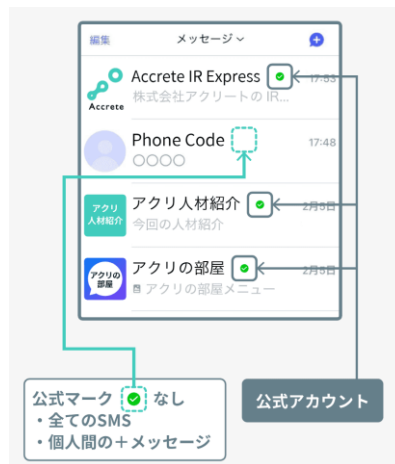 編集
メッセージ
Accrete IR Express
17:53
株式会社アクリートの IR...
Accrete
Phone Code
17:48
〇〇〇〇
アクリ人材紹介
2月5日
今回の人材紹介
アクリ
人材紹介
アクリの部屋
2月5日
アクリの部屋メニュー
アクリの
部屋
公式マーク なし
・全てのSMS
・個人間の+メッセージ
公式アカウント